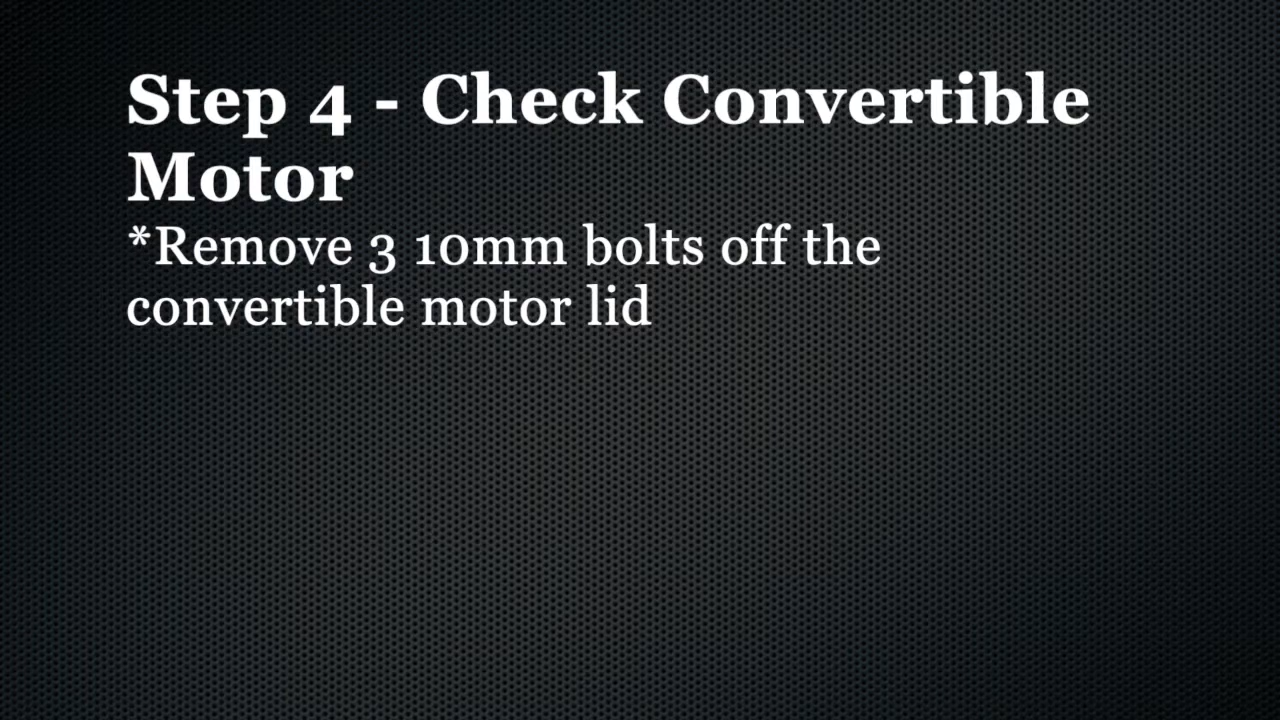 Step 4 - Check Convertible
Motor
*Remove 3 10mm bolts off the
convertible motor lid